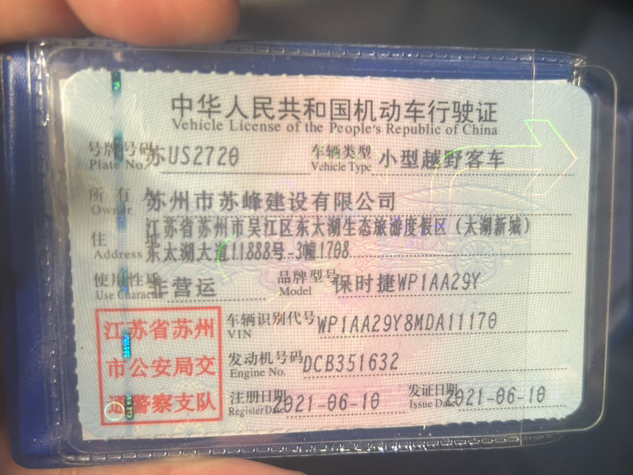 中华人民共和国机动车行驶证
Vehicle License of the People's Republic of China
号牌号码 苏US2720 车辆类型 小型越野客车
Plate No. Vehicle Type
所有人 苏州市苏峰建设有限公司
Owner
江苏省苏州市吴江区东太湖生态旅游度假区（太湖新城）
住址 东太湖大道11888号-3幢1708
Address
使用性质 非营运 品牌型号 保时捷WP1AA29Y
Use Character Model
江苏省苏州 车辆识别代号 WP1AA29Y8MDA11170
VIN
市公安局交 发动机号码 DCB351632
Engine No.
通警察支队 注册日期 2021-06-10 发证日期 2021-06-10
Register Date Issue Date